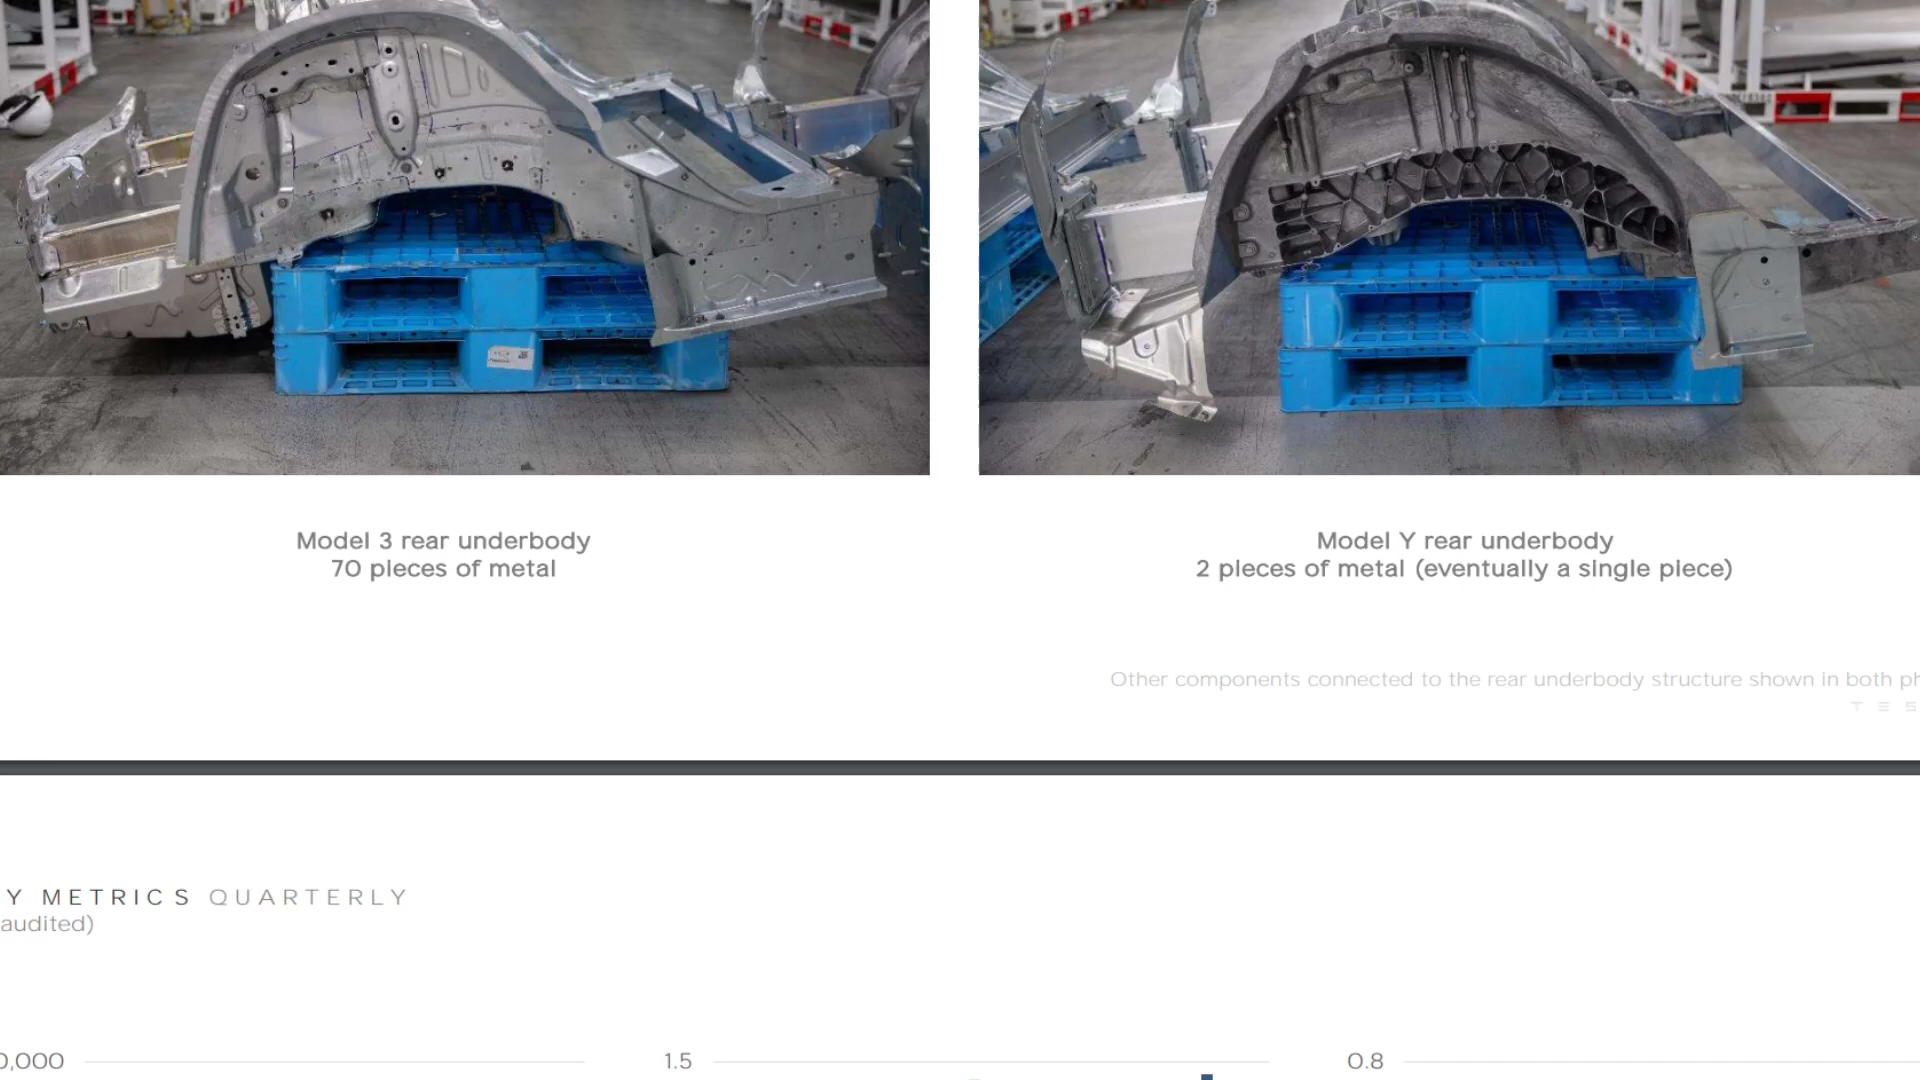 Model 3 rear underbody
70 pieces of metal
Model Y rear underbody
2 pieces of metal (eventually a single piece)
Other components connected to the rear underbody structure shown in both ph
T E S
Y METRICS QUARTERLY
audited)
0,000
1.5
0.8